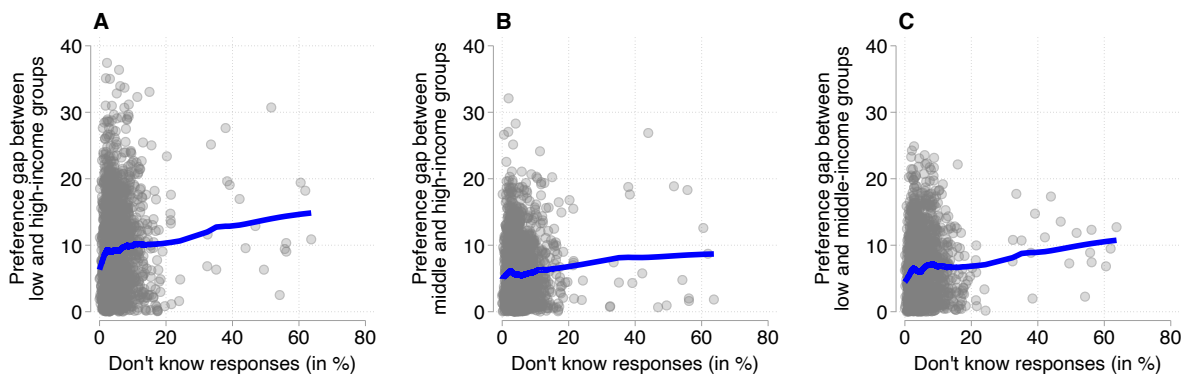 A
Preference gap between
low and high-income groups
40
30
20
10
0
0 20 40 60 80
Don't know responses (in %)
B
Preference gap between
middle and high-income groups
40
30
20
10
0
0 20 40 60 80
Don't know responses (in %)
C
Preference gap between
low and middle-income groups
40
30
20
10
0
0 20 40 60 80
Don't know responses (in %)